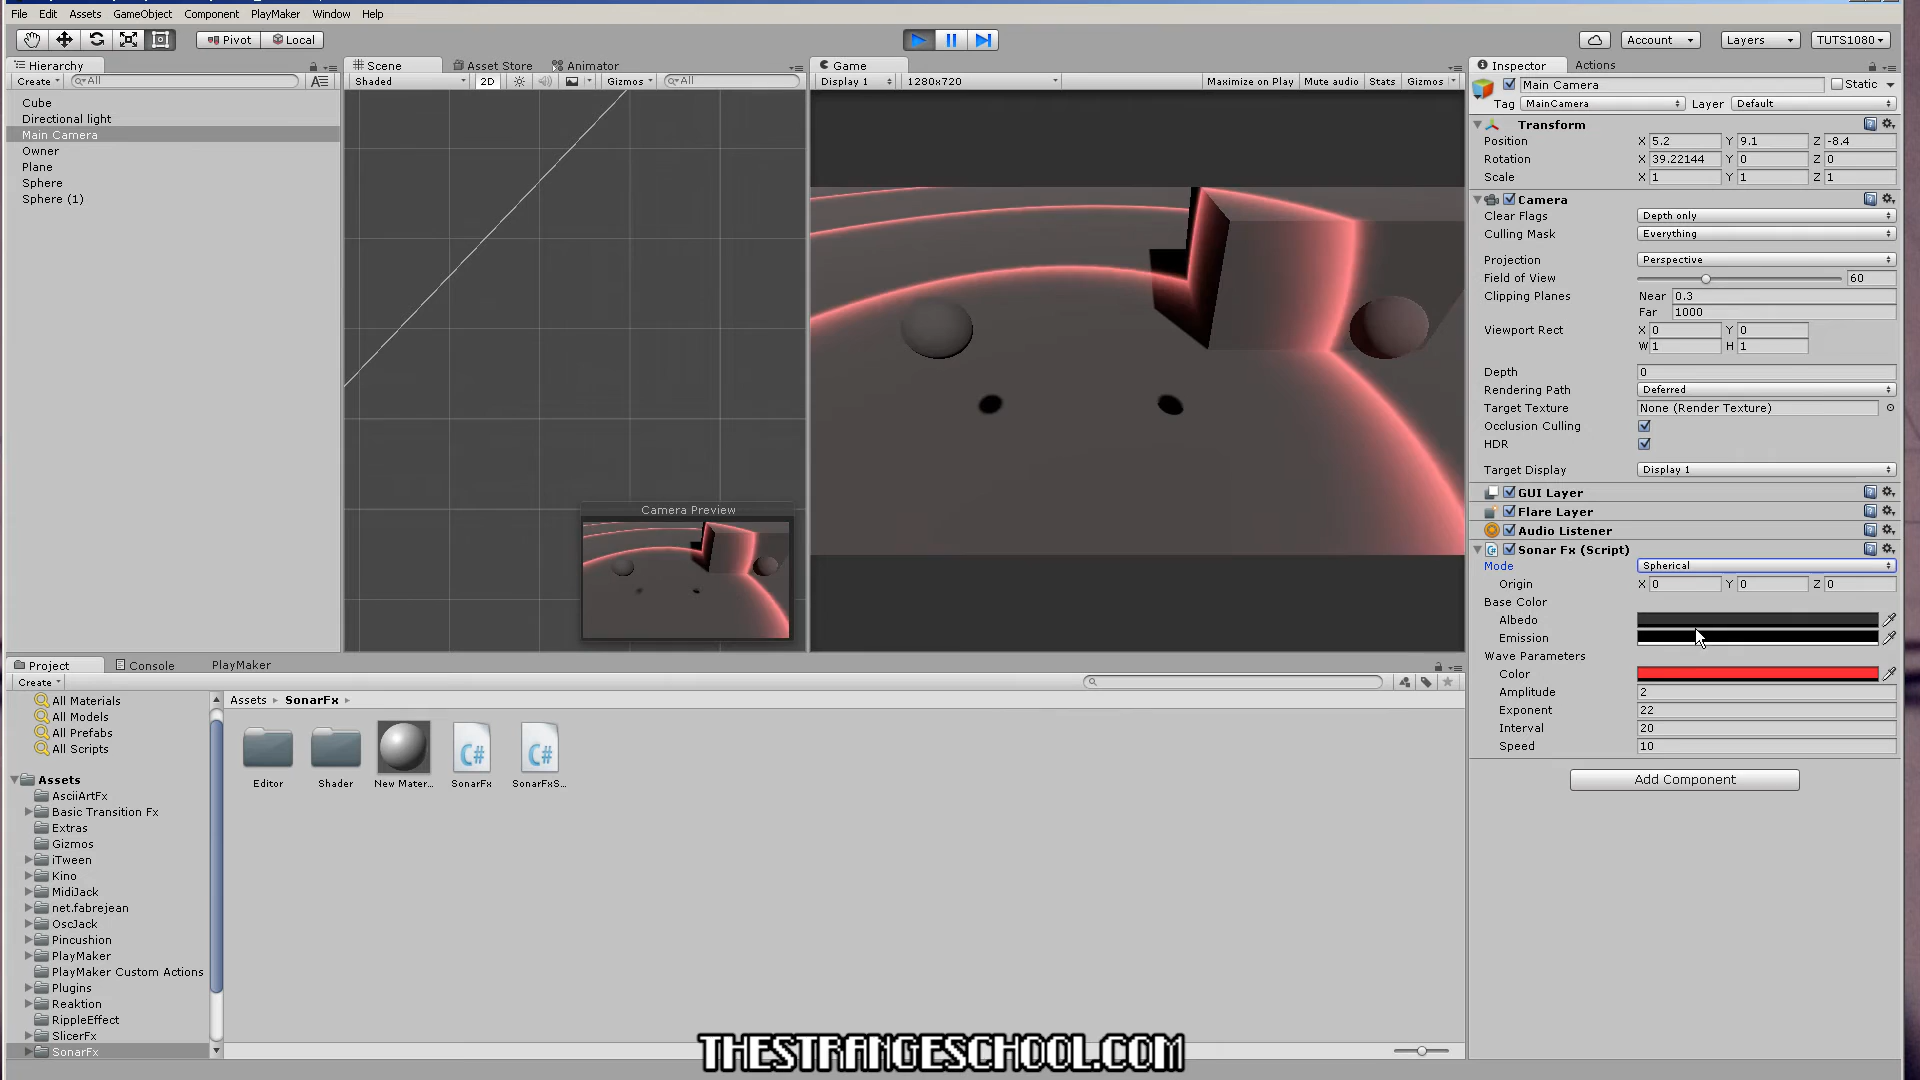 File Edit Assets GameObject Component PlayMaker Window Help
Pivot Local Account Layers TUTS1080
Hierarchy
Create All
Cube
Directional light
Main Camera
Owner
Plane
Sphere
Sphere (1)
Scene Asset Store Animator
Shaded 2D Gizmos All
Camera Preview
Game
Display 1 1280x720 Maximize on Play Mute audio Stats Gizmos
Inspector Actions
Main Camera Static
Tag MainCamera Layer Default
Transform
Position X 5.2 Y 9.1 Z -8.4
Rotation X 39.22144 Y 0 Z 0
Scale X 1 Y 1 Z 1
Camera
Clear Flags Depth only
Culling Mask Everything
Projection Perspective
Field of View 60
Clipping Planes Near 0.3
Far 1000
Viewport Rect X 0 Y 0
W 1 H 1
Depth 0
Rendering Path Deferred
Target Texture None (Render Texture)
Occlusion Culling
HDR
Target Display Display 1
GUI Layer
Flare Layer
Audio Listener
Sonar Fx (Script)
Mode Spherical
Origin X 0 Y 0 Z 0
Base Color
Albedo
Emission
Wave Parameters
Color
Amplitude 2
Exponent 22
Interval 20
Speed 10
Add Component
Project Console PlayMaker
Create
All Materials
All Models
All Prefabs
All Scripts
Assets
AsciiArtFx
Basic Transition Fx
Extras
Gizmos
iTween
Kino
MidiJack
net.fabrejean
OscJack
Pincushion
PlayMaker
PlayMaker Custom Actions
Plugins
Reaktion
RippleEffect
SlicerFx
SonarFx
Assets SonarFx
Editor Shader New Mater... SonarFx SonarFxS...
C# C#
THESTRANGESCHOOL.COM